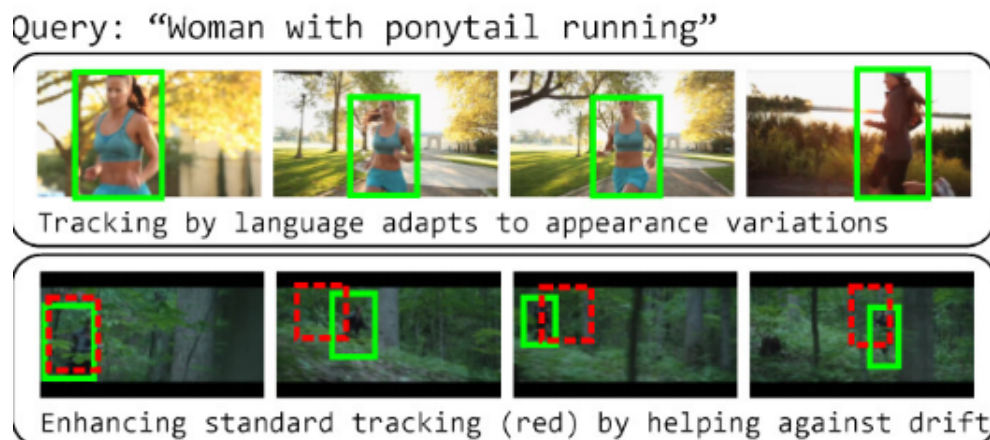 Query: “Woman with ponytail running”
Tracking by language adapts to appearance variations
Enhancing standard tracking (red) by helping against drift